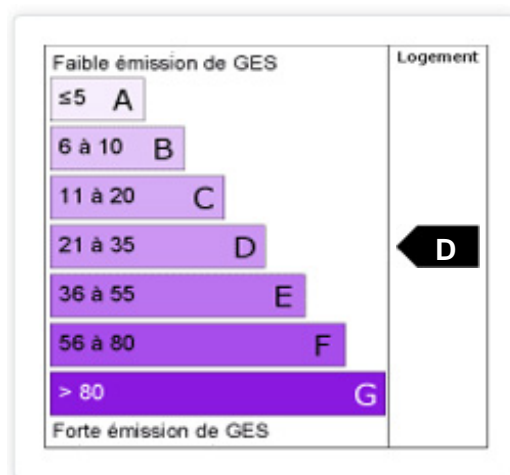 Faible émission de GES
Logement
≤5 A
6 à 10 B
11 à 20 C
21 à 35 D
D
36 à 55 E
56 à 80 F
> 80 G
Forte émission de GES